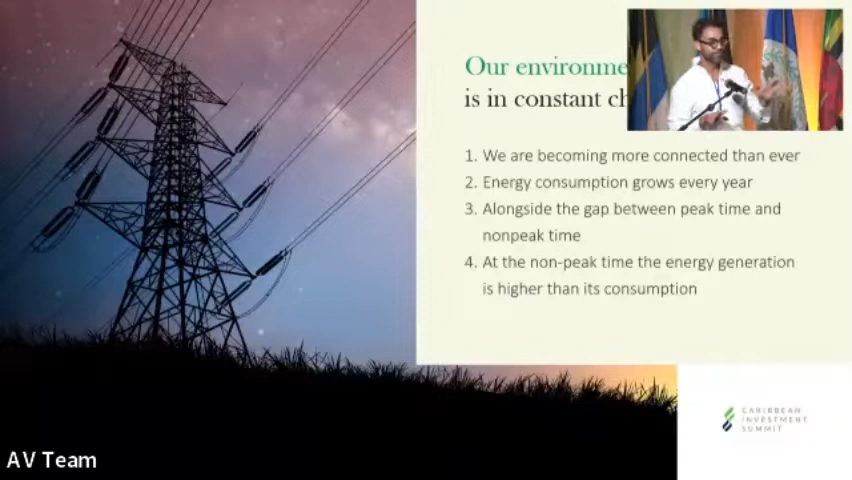 Our environme
is in constant ch
1. We are becoming more connected than ever
2. Energy consumption grows every year
3. Alongside the gap between peak time and
nonpeak time
4. At the non-peak time the energy generation
is higher than its consumption
CARIBBEAN
INVESTMENT
SUMMIT
AV Team